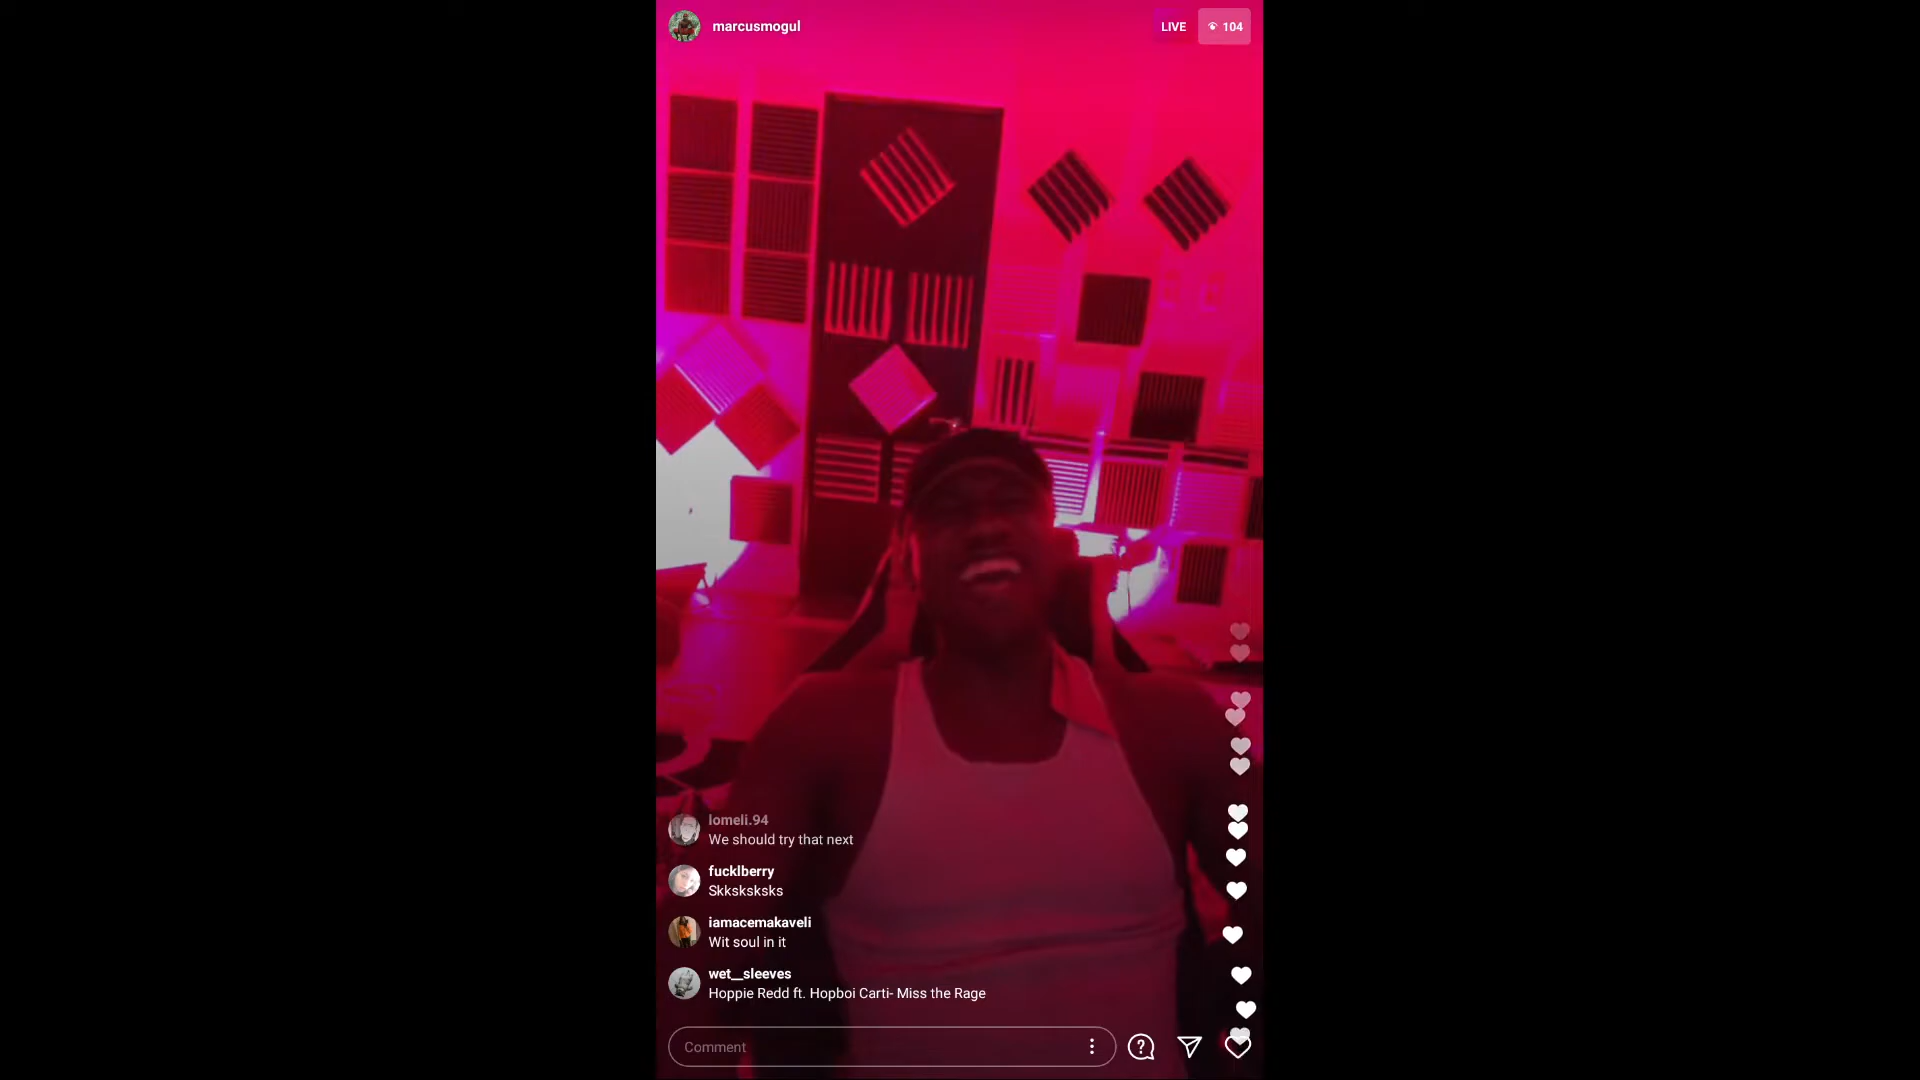 marcusmogul
LIVE
104
lomeli.94
We should try that next
fucklberry
Skksksksks
iamacemakaveli
Wit soul in it
wet__sleeves
Hoppie Redd ft. Hopboi Carti- Miss the Rage
Comment